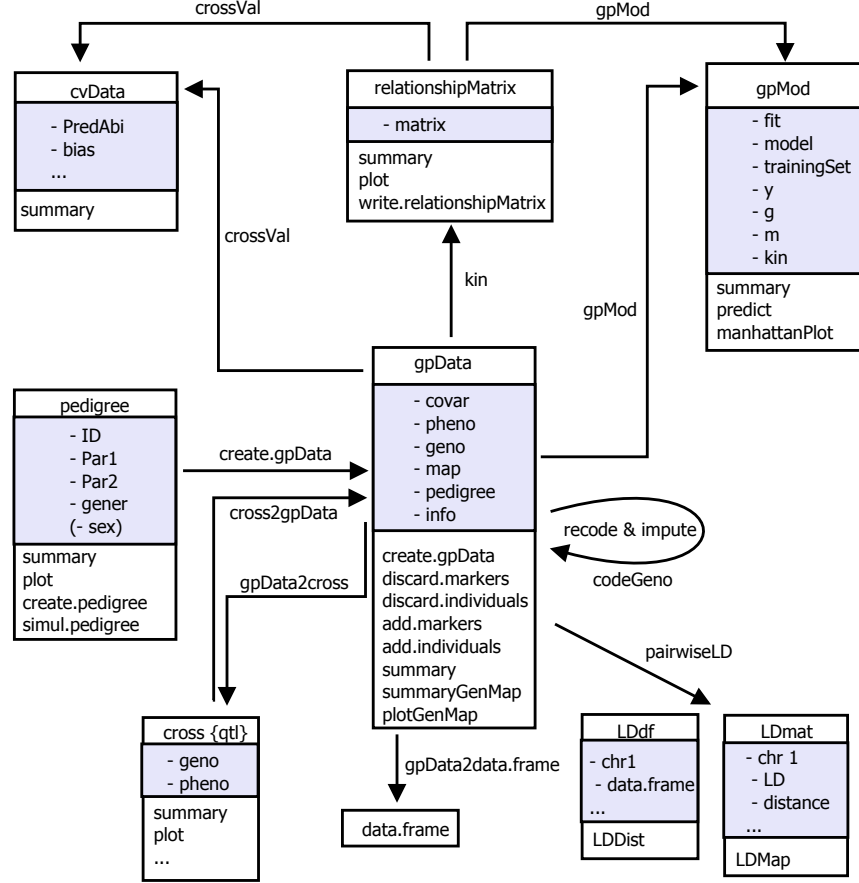 crossVal
gpMod
cvData
- PredAbi
- bias
...
summary
relationshipMatrix
- matrix
summary
plot
write.relationshipMatrix
gpMod
- fit
- model
- trainingSet
- y
- g
- m
- kin
summary
predict
manhattanPlot
crossVal
kin
gpMod
pedigree
- ID
- Par1
- Par2
- gener
(- sex)
summary
plot
create.pedigree
simul.pedigree
create.gpData
cross2gpData
gpData2cross
gpData
- covar
- pheno
- geno
- map
- pedigree
- info
create.gpData
discard.markers
discard.individuals
add.markers
add.individuals
summary
summaryGenMap
plotGenMap
recode & impute
codeGeno
pairwiseLD
cross {qtl}
- geno
- pheno
summary
plot
...
gpData2data.frame
data.frame
LDdf
- chr1
- data.frame
...
LDDist
LDmat
- chr 1
- LD
- distance
...
LDMap